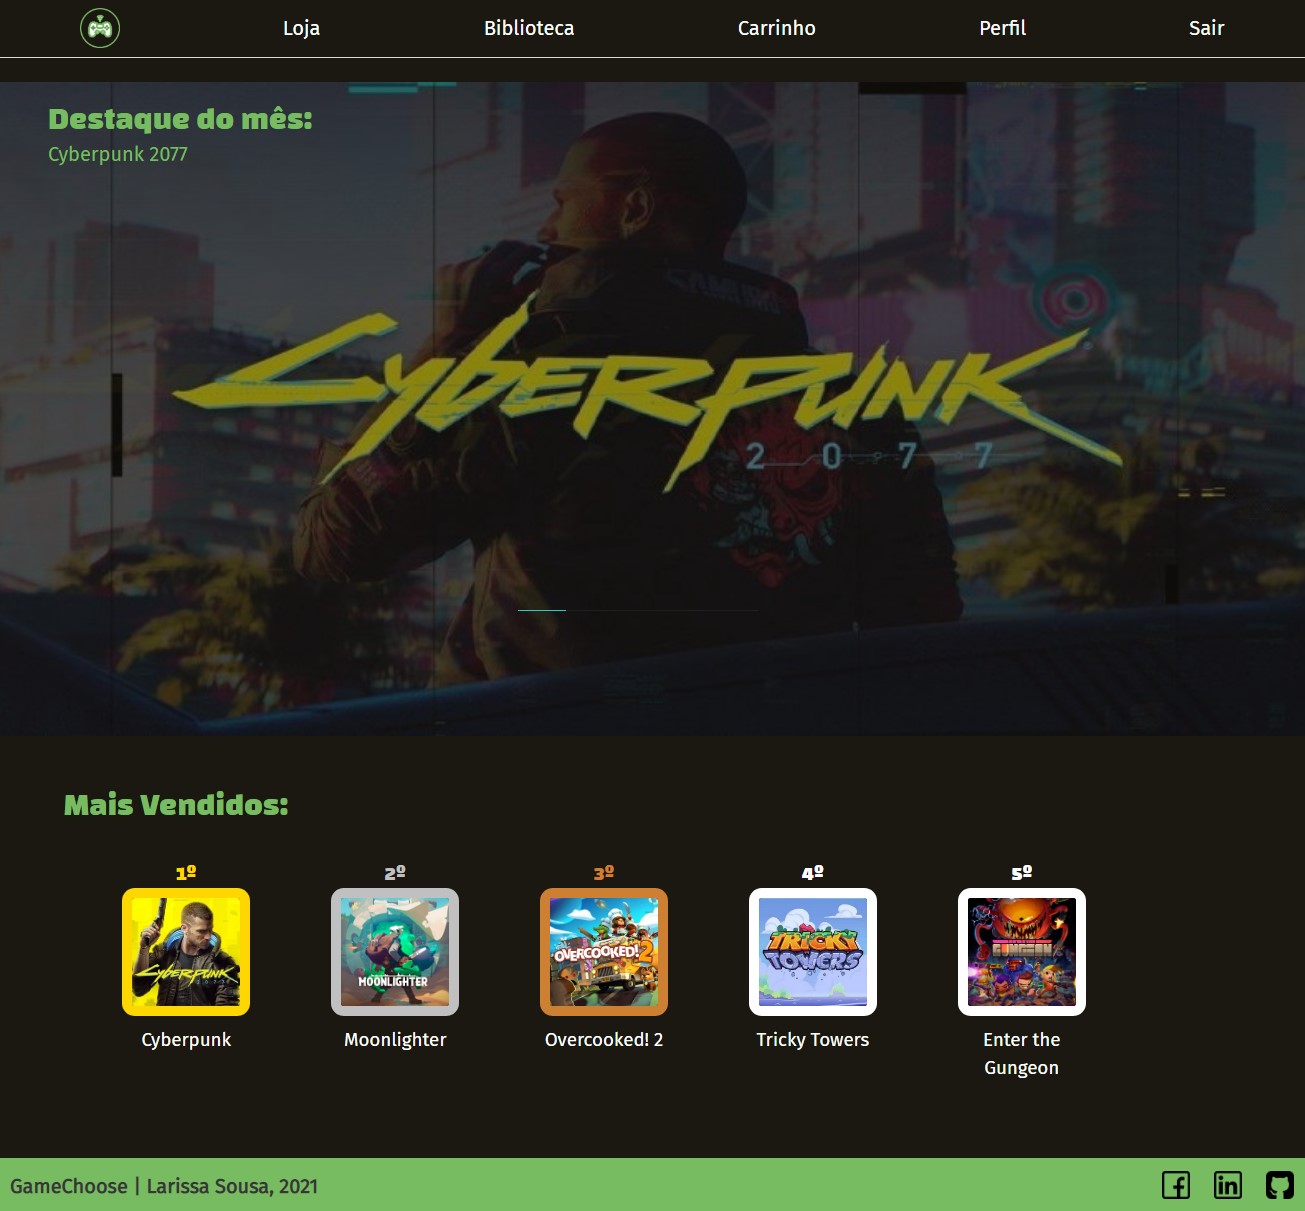 Loja Biblioteca Carrinho Perfil Sair
Destaque do mês:
Cyberpunk 2077
SAMURAI
CYBERPUNK
2077
Mais Vendidos:
1º 2º 3º 4º 5º
CYBERPUNK
MOONLIGHTER
OVERCOOKED! 2
TRICKY
TOWERS
GUNGEON
Cyberpunk Moonlighter Overcooked! 2 Tricky Towers Enter the
Gungeon
GameChoose | Larissa Sousa, 2021
in